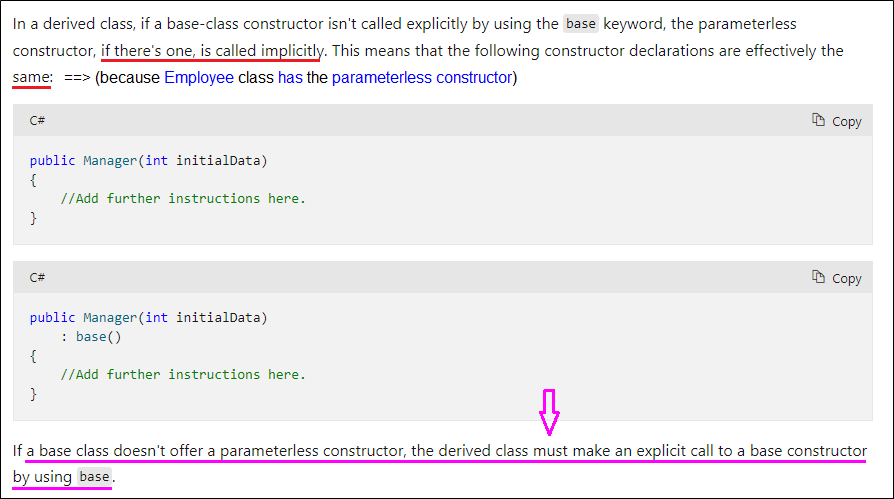 In a derived class, if a base-class constructor isn't called explicitly by using the base keyword, the parameterless
constructor, if there's one, is called implicitly. This means that the following constructor declarations are effectively the
same: ==> (because Employee class has the parameterless constructor)
C#
Copy
public Manager(int initialData)
{
    //Add further instructions here.
}
C#
Copy
public Manager(int initialData)
    : base()
{
    //Add further instructions here.
}
If a base class doesn't offer a parameterless constructor, the derived class must make an explicit call to a base constructor
by using base.